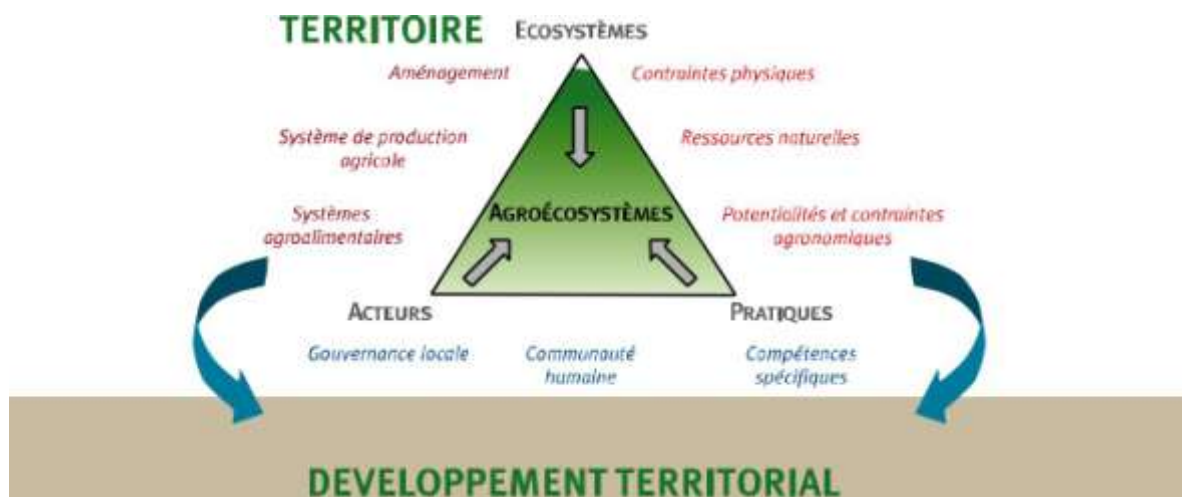 TERRITOIRE ECOSYSTÈMES
Aménagement
Contraintes physiques
Système de production
agricole
Ressources naturelles
AGROÉCOSYSTÈMES
Systèmes
agroalimentaires
Potentialités et contraintes
agronomiques
ACTEURS
PRATIQUES
Gouvernance locale
Communauté
humaine
Compétences
spécifiques
DEVELOPPEMENT TERRITORIAL